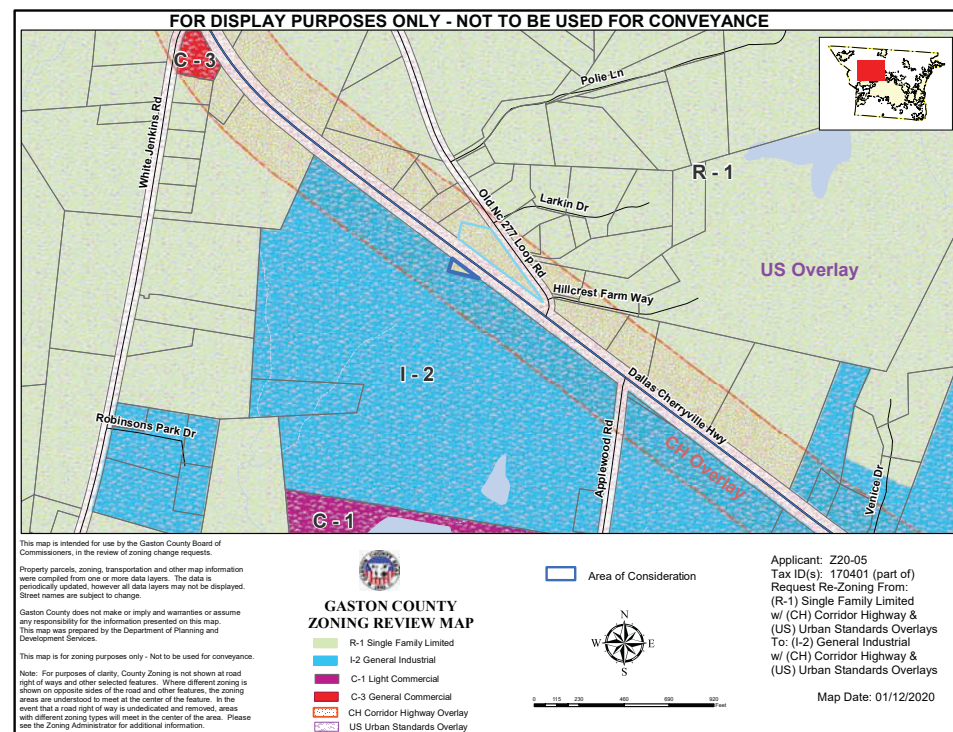 FOR DISPLAY PURPOSES ONLY - NOT TO BE USED FOR CONVEYANCE
C - 3
White Jenkins Rd
Polie Ln
R - 1
Old Nc 277 Loop Rd
Larkin Dr
US Overlay
Hillcrest Farm Way
I - 2
Dallas Cherryville Hwy
Robinsons Park Dr
Applewood Rd
CH Overlay
Venice Dr
C - 1
This map is intended for use by the Gaston County Board of
Commissioners, in the review of zoning change requests.
Property parcels, zoning, transportation and other map information
were compiled from one or more data layers. The data is
periodically updated, however all data layers may not be displayed.
Street names are subject to change.
Gaston County does not make or imply and warranties or assume
any responsibility for the information presented on this map.
This map was prepared by the Department of Planning and
Development Services.
This map is for zoning purposes only - Not to be used for conveyance.
Note: For purposes of clarity, County Zoning is not shown at road
right of ways and other selected features. Where different zoning is
shown on opposite sides of the road and other features, the zoning
areas are understood to meet at the center of the feature. In the
event that a road right of way is undedicated and removed, areas
with different zoning types will meet in the center of the area. Please
see the Zoning Administrator for additional information.
GASTON COUNTY
ZONING REVIEW MAP
R-1 Single Family Limited
I-2 General Industrial
C-1 Light Commercial
C-3 General Commercial
CH Corridor Highway Overlay
US Urban Standards Overlay
Area of Consideration
N
W E
S
0 115 230 460 690 920
Feet
Applicant: Z20-05
Tax ID(s): 170401 (part of)
Request Re-Zoning From:
(R-1) Single Family Limited
w/ (CH) Corridor Highway &
(US) Urban Standards Overlays
To: (I-2) General Industrial
w/ (CH) Corridor Highway &
(US) Urban Standards Overlays
Map Date: 01/12/2020